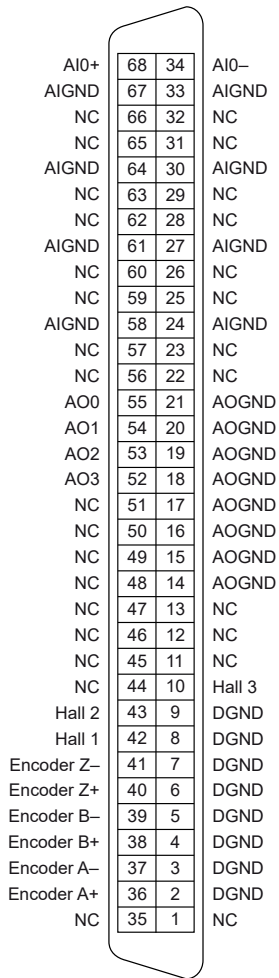 AI0+ 68 34 AI0–
AIGND 67 33 AIGND
NC 66 32 NC
NC 65 31 NC
AIGND 64 30 AIGND
NC 63 29 NC
NC 62 28 NC
AIGND 61 27 AIGND
NC 60 26 NC
NC 59 25 NC
AIGND 58 24 AIGND
NC 57 23 NC
NC 56 22 NC
AO0 55 21 AOGND
AO1 54 20 AOGND
AO2 53 19 AOGND
AO3 52 18 AOGND
NC 51 17 AOGND
NC 50 16 AOGND
NC 49 15 AOGND
NC 48 14 AOGND
NC 47 13 NC
NC 46 12 NC
NC 45 11 NC
NC 44 10 Hall 3
Hall 2 43 9 DGND
Hall 1 42 8 DGND
Encoder Z– 41 7 DGND
Encoder Z+ 40 6 DGND
Encoder B– 39 5 DGND
Encoder B+ 38 4 DGND
Encoder A– 37 3 DGND
Encoder A+ 36 2 DGND
NC 35 1 NC